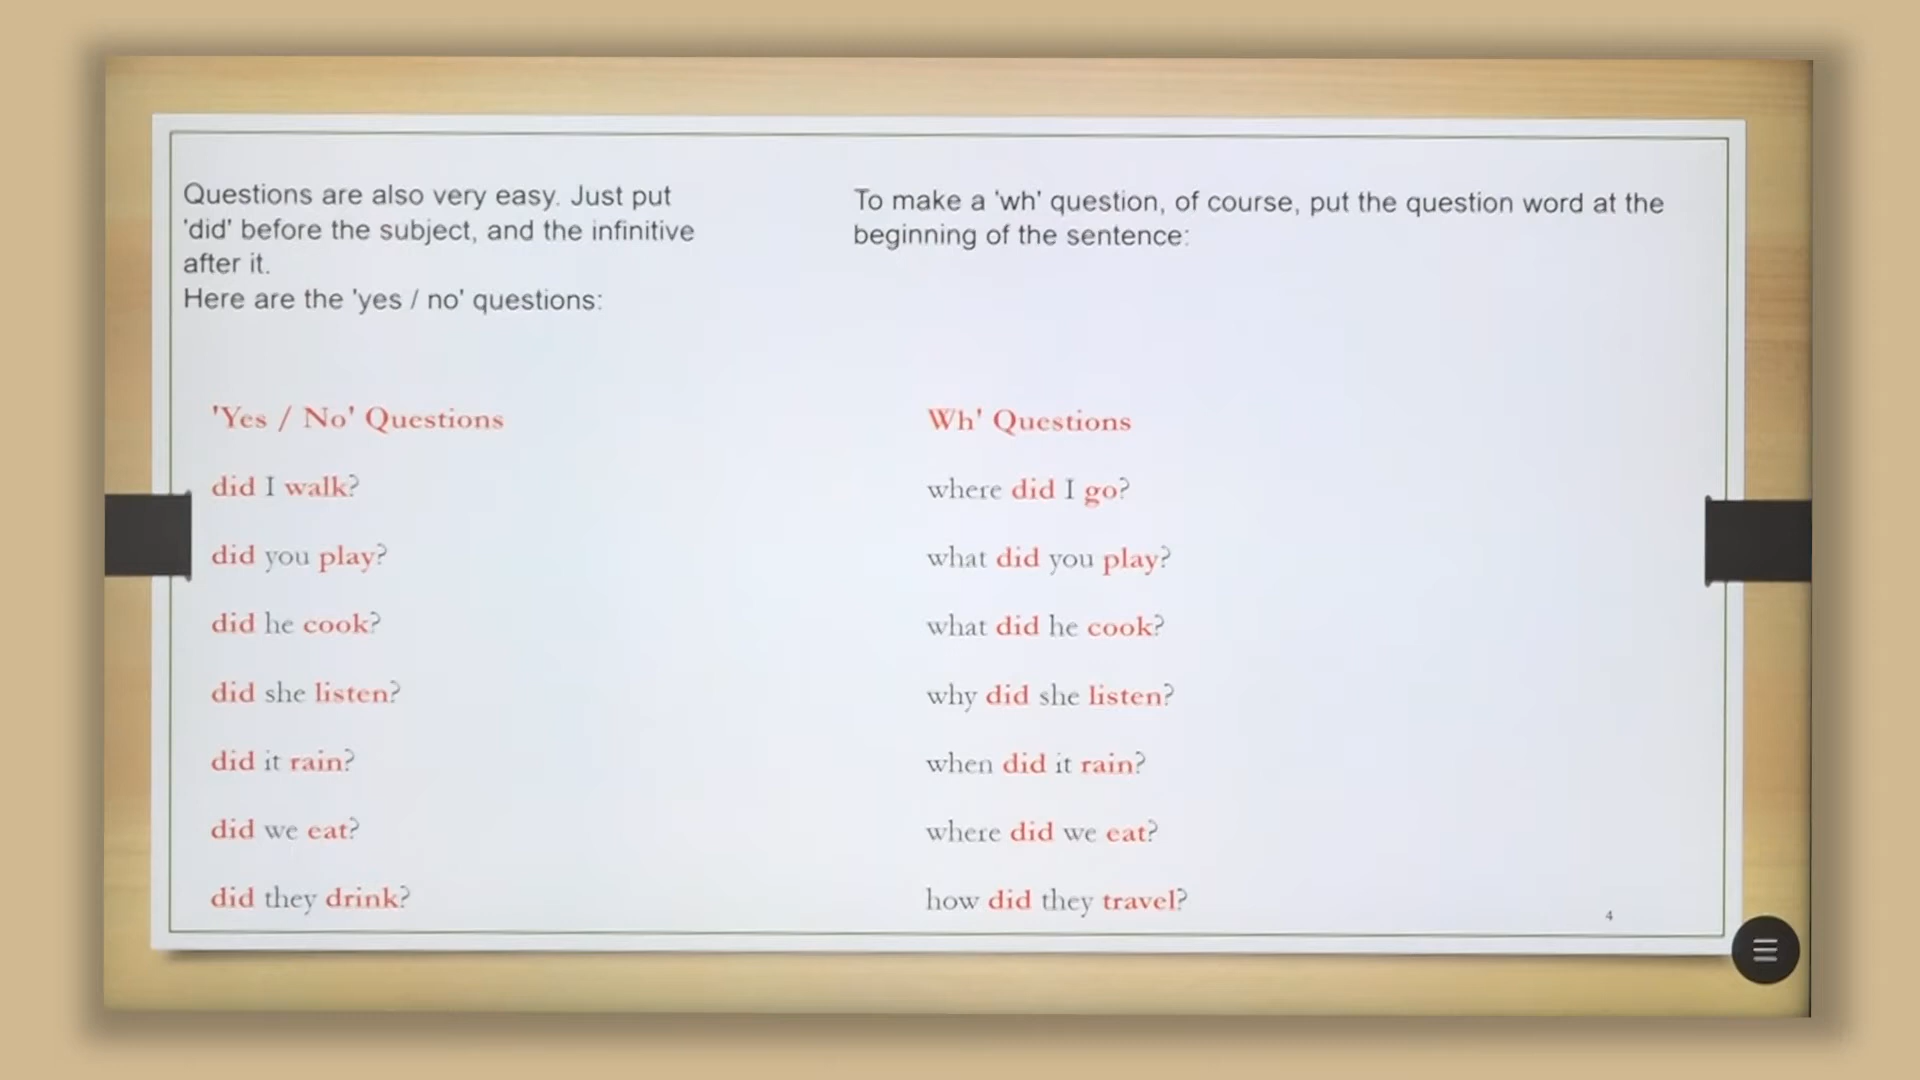 Questions are also very easy. Just put
'did' before the subject, and the infinitive
after it.
Here are the 'yes / no' questions:
'Yes / No' Questions
did I walk?
did you play?
did he cook?
did she listen?
did it rain?
did we eat?
did they drink?
To make a 'wh' question, of course, put the question word at the
beginning of the sentence:
Wh' Questions
where did I go?
what did you play?
what did he cook?
why did she listen?
when did it rain?
where did we eat?
how did they travel?
4